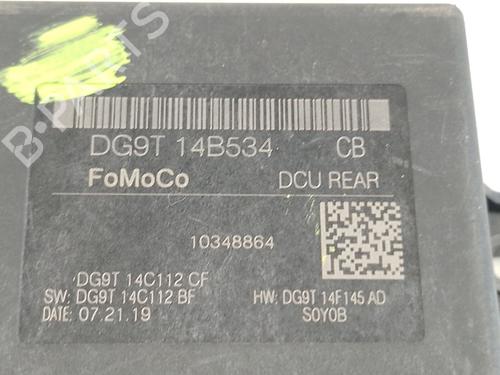 B-PARTS
DG9T 14B534 CB
FoMoCo DCU REAR
10348864
DG9T 14C112 CF
SW: DG9T 14C112 BF HW: DG9T 14F145 AD
DATE: 07.21.19 S0Y0B